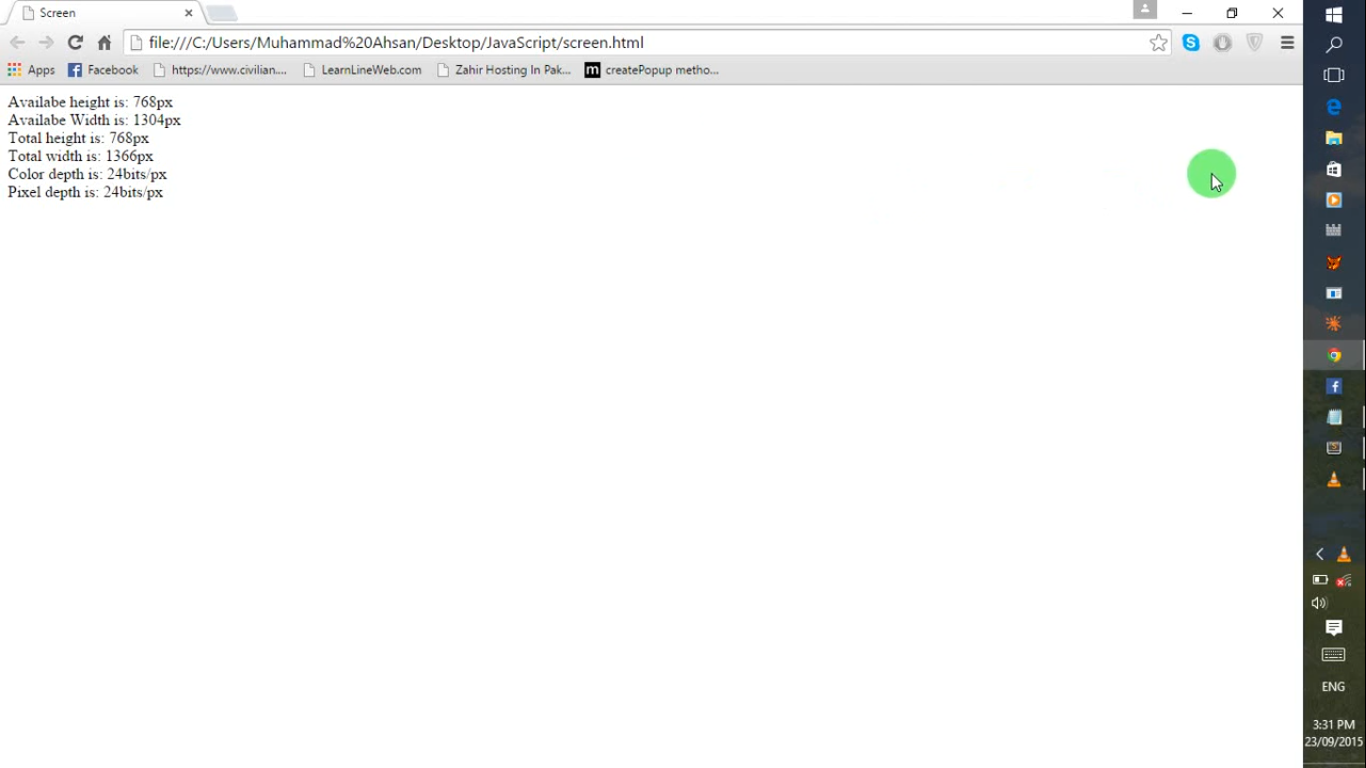 Screen
file:///C:/Users/Muhammad%20Ahsan/Desktop/JavaScript/screen.html
Apps Facebook https://www.civilian.... LearnLineWeb.com Zahir Hosting In Pak... m createPopup metho...
Availabe height is: 768px
Availabe Width is: 1304px
Total height is: 768px
Total width is: 1366px
Color depth is: 24bits/px
Pixel depth is: 24bits/px
ENG
3:31 PM
23/09/2015